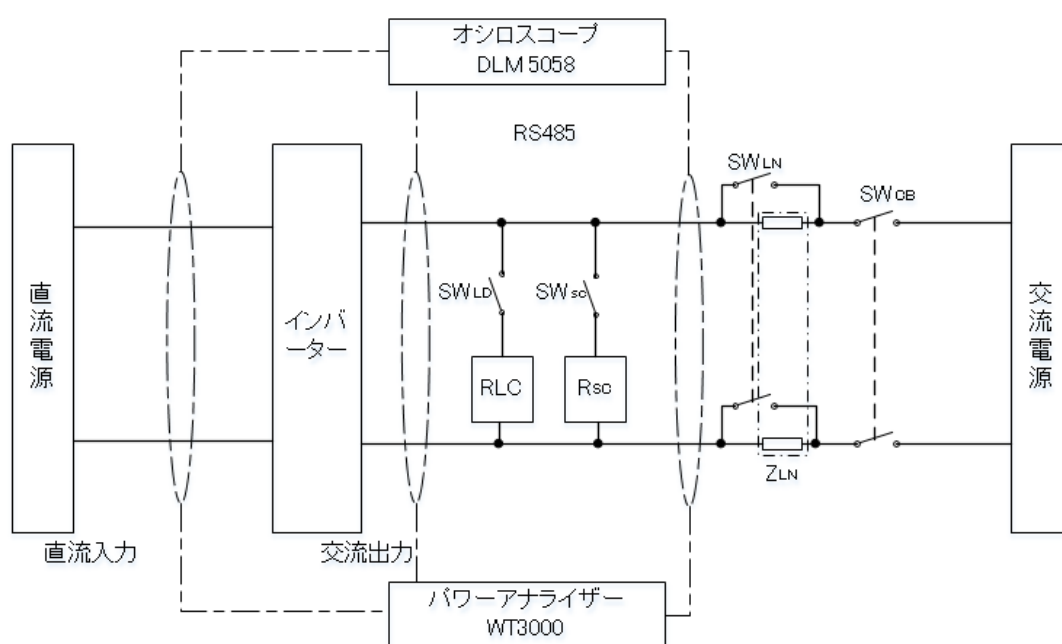 オシロスコープ
DLM 5058
RS485
SWLN
SWCB
直流電源
インバ
ーター
SWLD
SWsc
交流電源
RLC
Rsc
ZLN
直流入力
交流出力
パワーアナライザー
WT3000